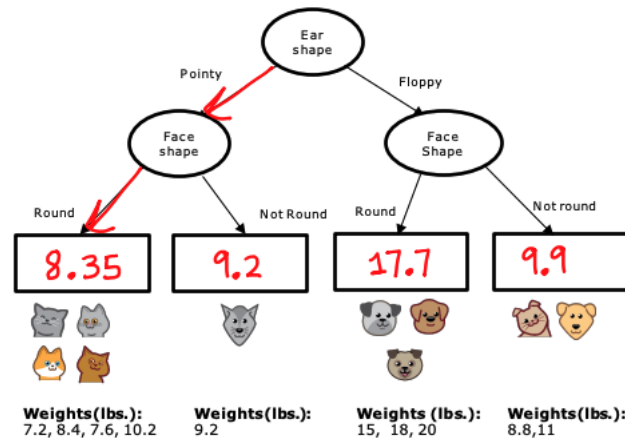 Ear
shape
Pointy
Floppy
Face
shape
Face
Shape
Round
Not Round
Round
Not round
8.35
9.2
17.7
9.9
Weights(lbs.):
7.2, 8.4, 7.6, 10.2
Weights(lbs.):
9.2
Weights(lbs.):
15, 18, 20
Weights(lbs.):
8.8,11